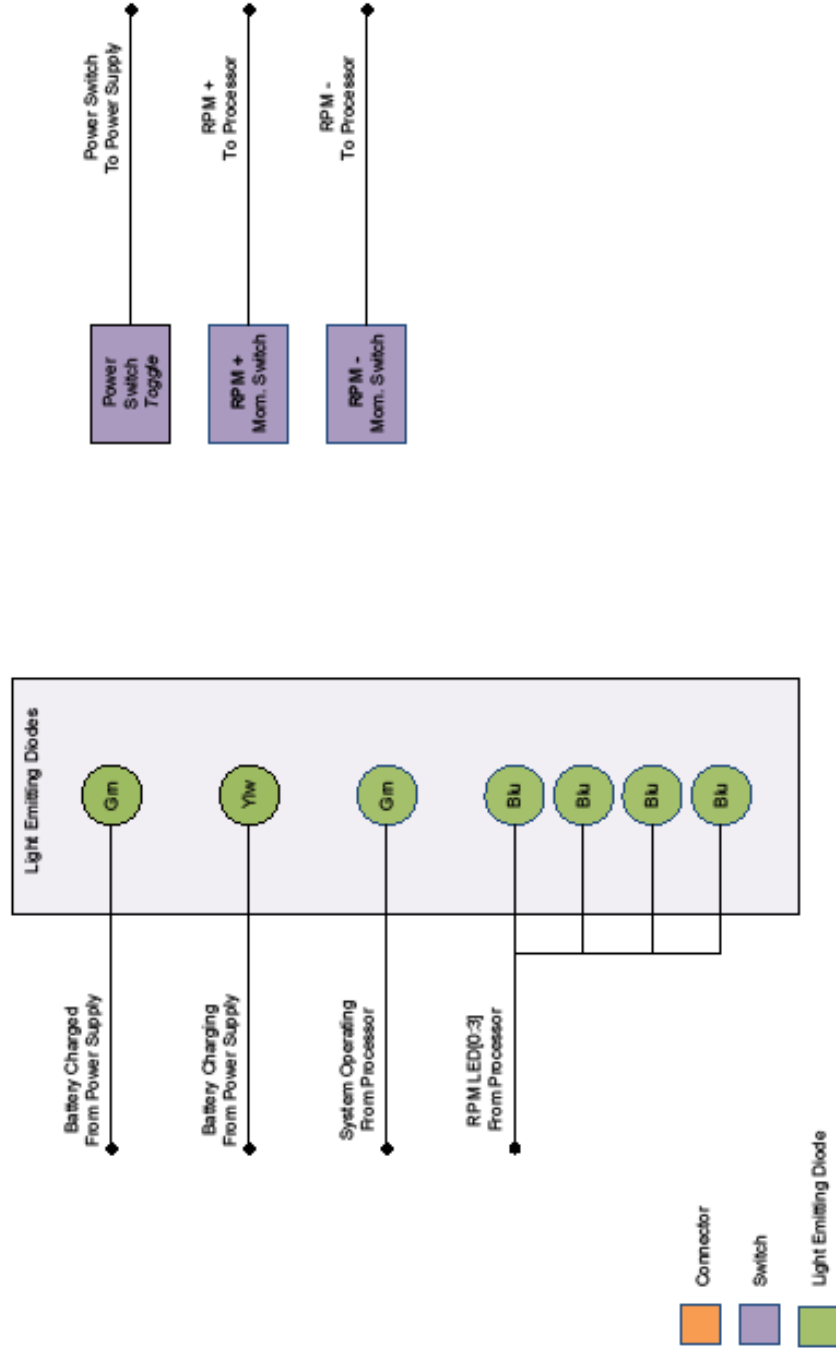 Battery Charged
From Power Supply
Battery Charging
From Power Supply
System Operating
From Processor
RPM LED[0:3]
From Processor
Light Emitting Diodes
Grn
Ylw
Grn
Blu
Blu
Blu
Blu
Power
Switch
Toggle
RPM +
Mom. Switch
RPM -
Mom. Switch
Power Switch
To Power Supply
RPM +
To Processor
RPM -
To Processor
Connector
Switch
Light Emitting Diode